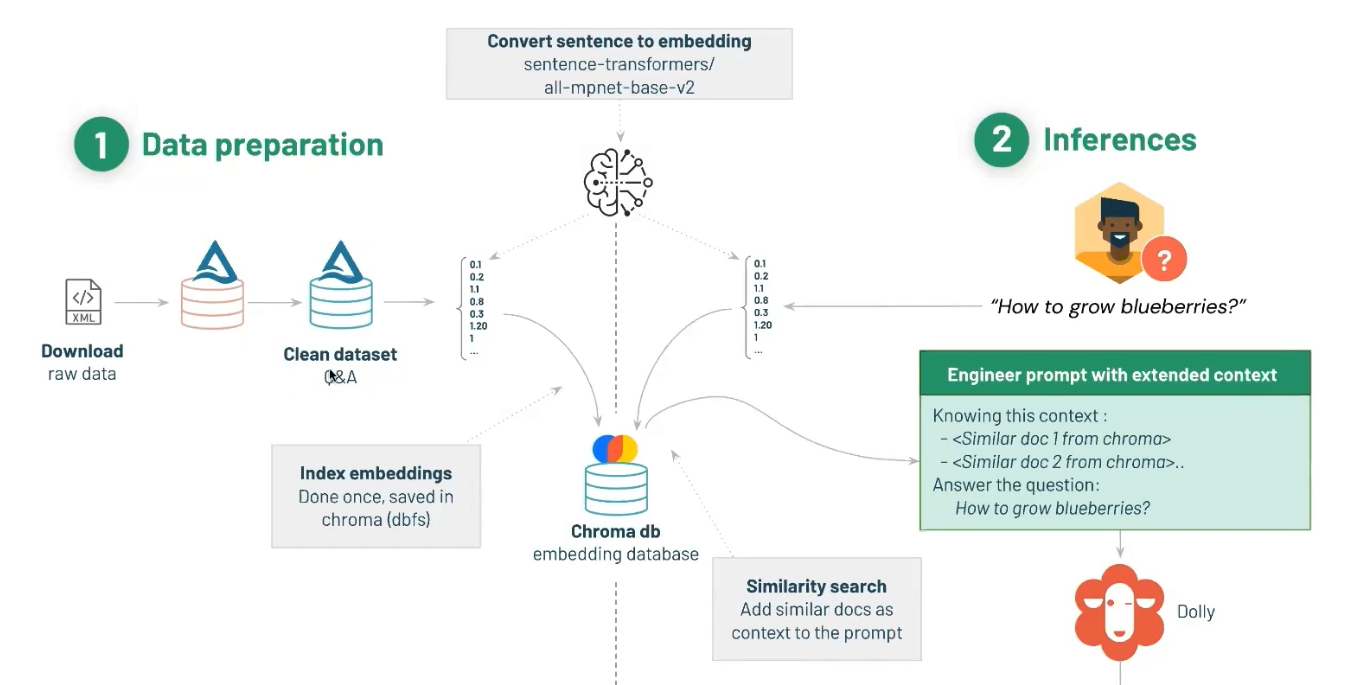 Convert sentence to embedding
sentence-transformers/
all-mpnet-base-v2
1 Data preparation
2 Inferences
XML
Download
raw data
Clean dataset
Q&A
0.1
0.2
1.1
0.8
0.3
1.20
1
...
0.1
0.2
1.1
0.8
0.3
1.20
1
...
?
“How to grow blueberries?”
Engineer prompt with extended context
Knowing this context :
- <Similar doc 1 from chroma>
- <Similar doc 2 from chroma>..
Answer the question:
How to grow blueberries?
Index embeddings
Done once, saved in
chroma (dbfs)
Chroma db
embedding database
Similarity search
Add similar docs as
context to the prompt
Dolly